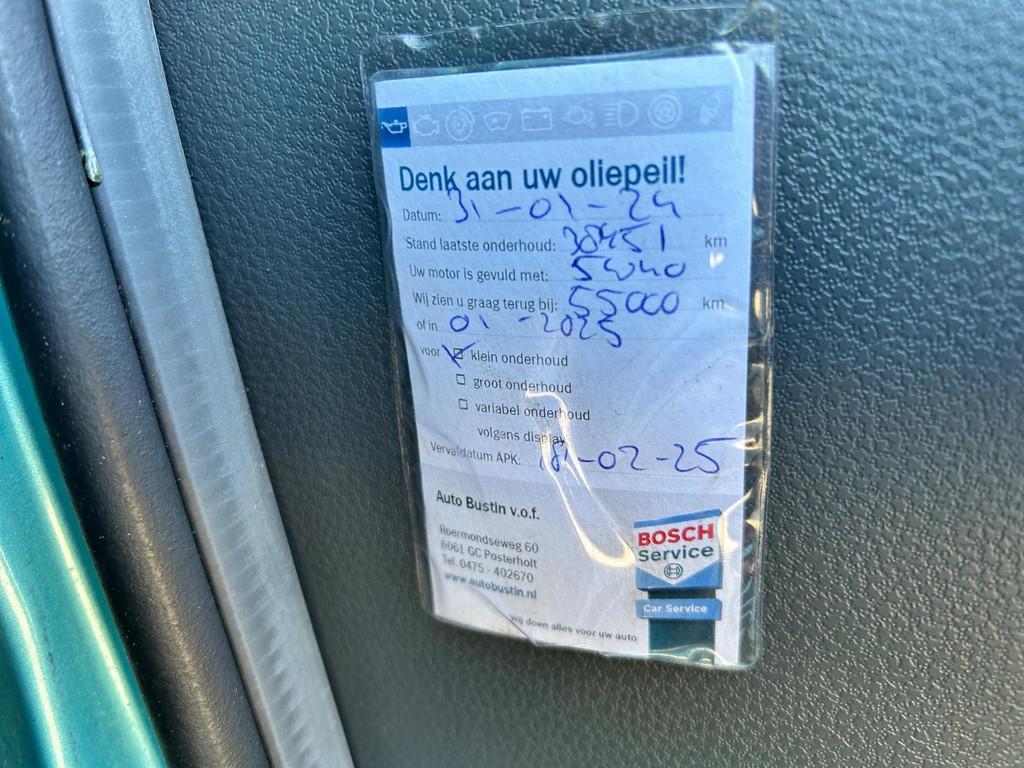 Denk aan uw oliepeil!
Datum: 31-01-24
Stand laatste onderhoud: 38451 km
Uw motor is gevuld met: 5W40
Wij zien u graag terug bij: 55000 km
of in 01-2025
voor klein onderhoud
groot onderhoud
variabel onderhoud
volgens display
Vervaldatum APK: 18-02-25
Auto Bustin v.o.f.
Roermondseweg 60
6061 GC Posterholt
Tel. 0475 - 402670
www.autobustin.nl
BOSCH
Service
Car Service
wij doen alles voor uw auto